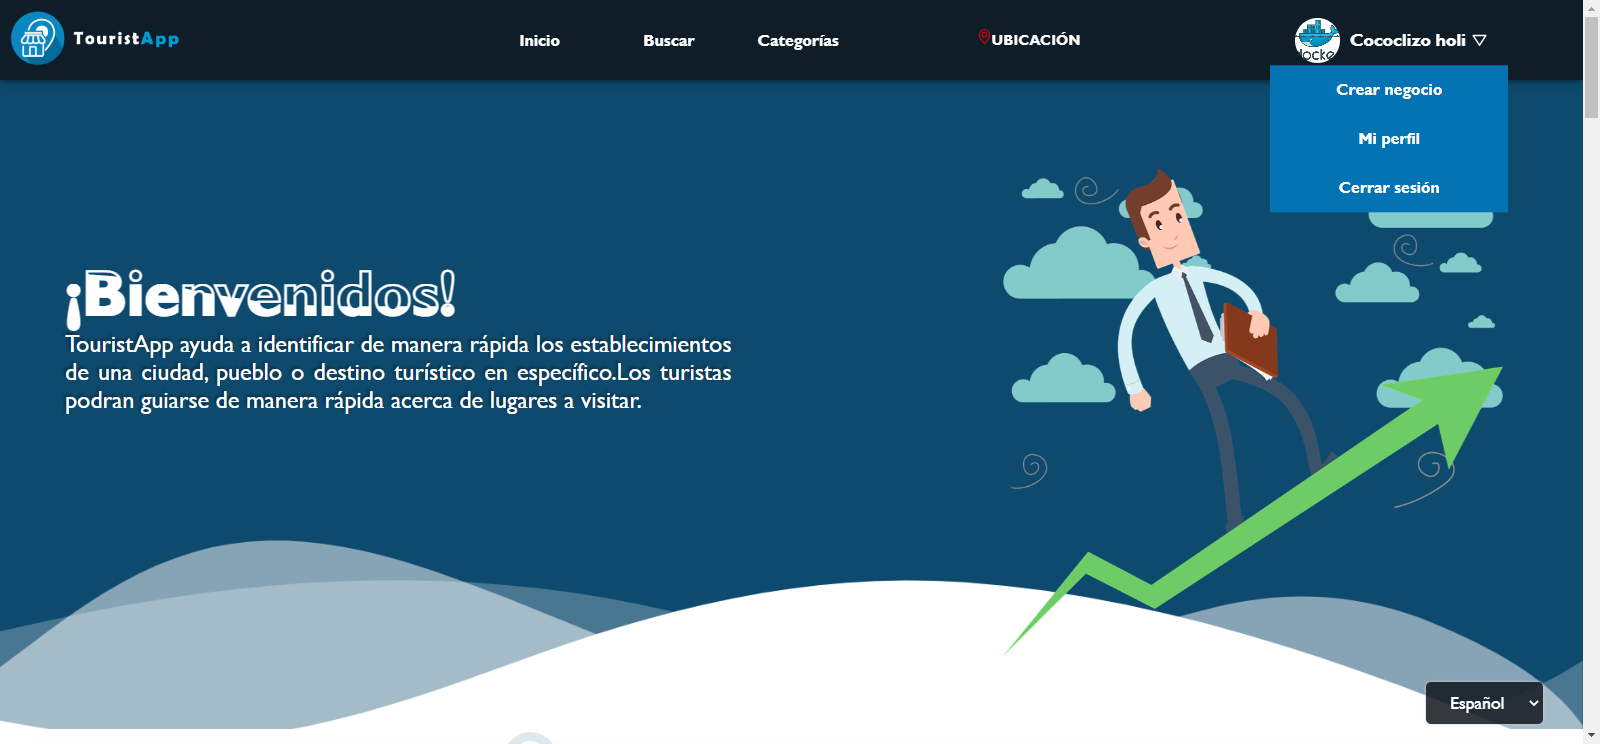 TouristApp
Inicio
Buscar
Categorías
UBICACIÓN
docke
Cococlizo holi
Crear negocio
Mi perfil
Cerrar sesión
¡Bienvenidos!
TouristApp ayuda a identificar de manera rápida los establecimientos
de una ciudad, pueblo o destino turístico en específico.Los turistas
podran guiarse de manera rápida acerca de lugares a visitar.
Español